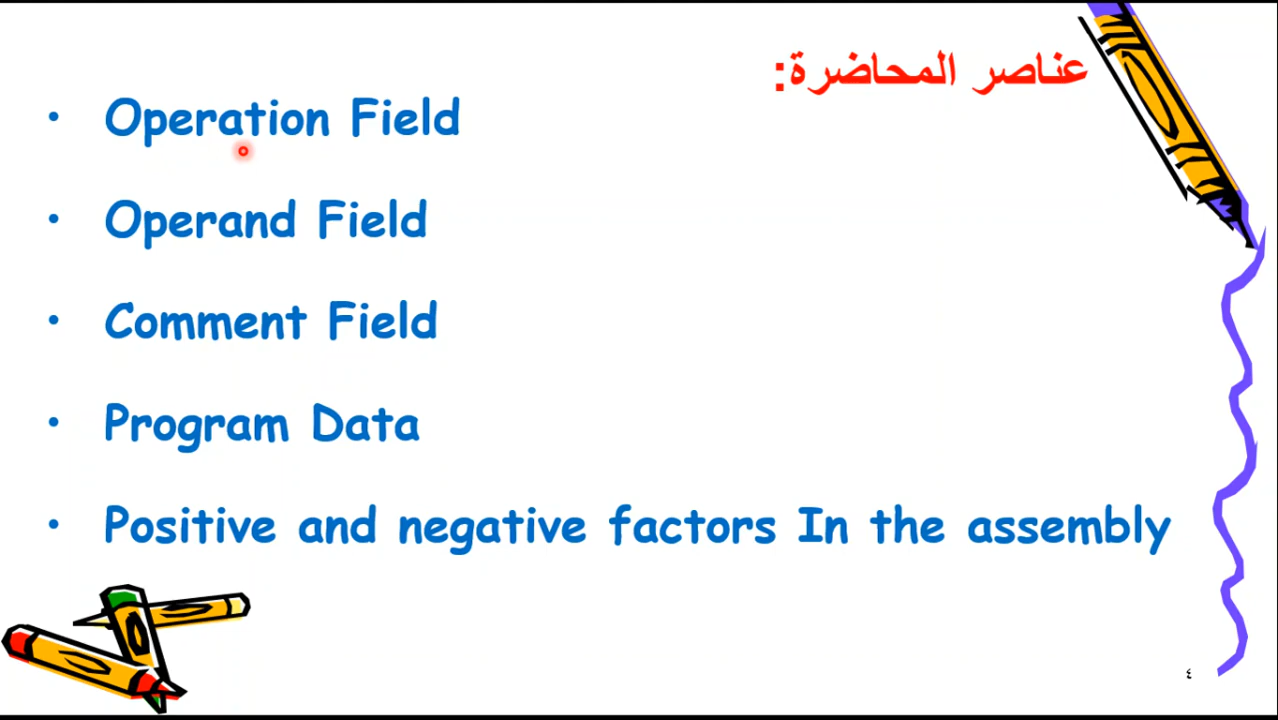 عناصر المحاضرة:
• Operation Field
• Operand Field
• Comment Field
• Program Data
• Positive and negative factors In the assembly
٤